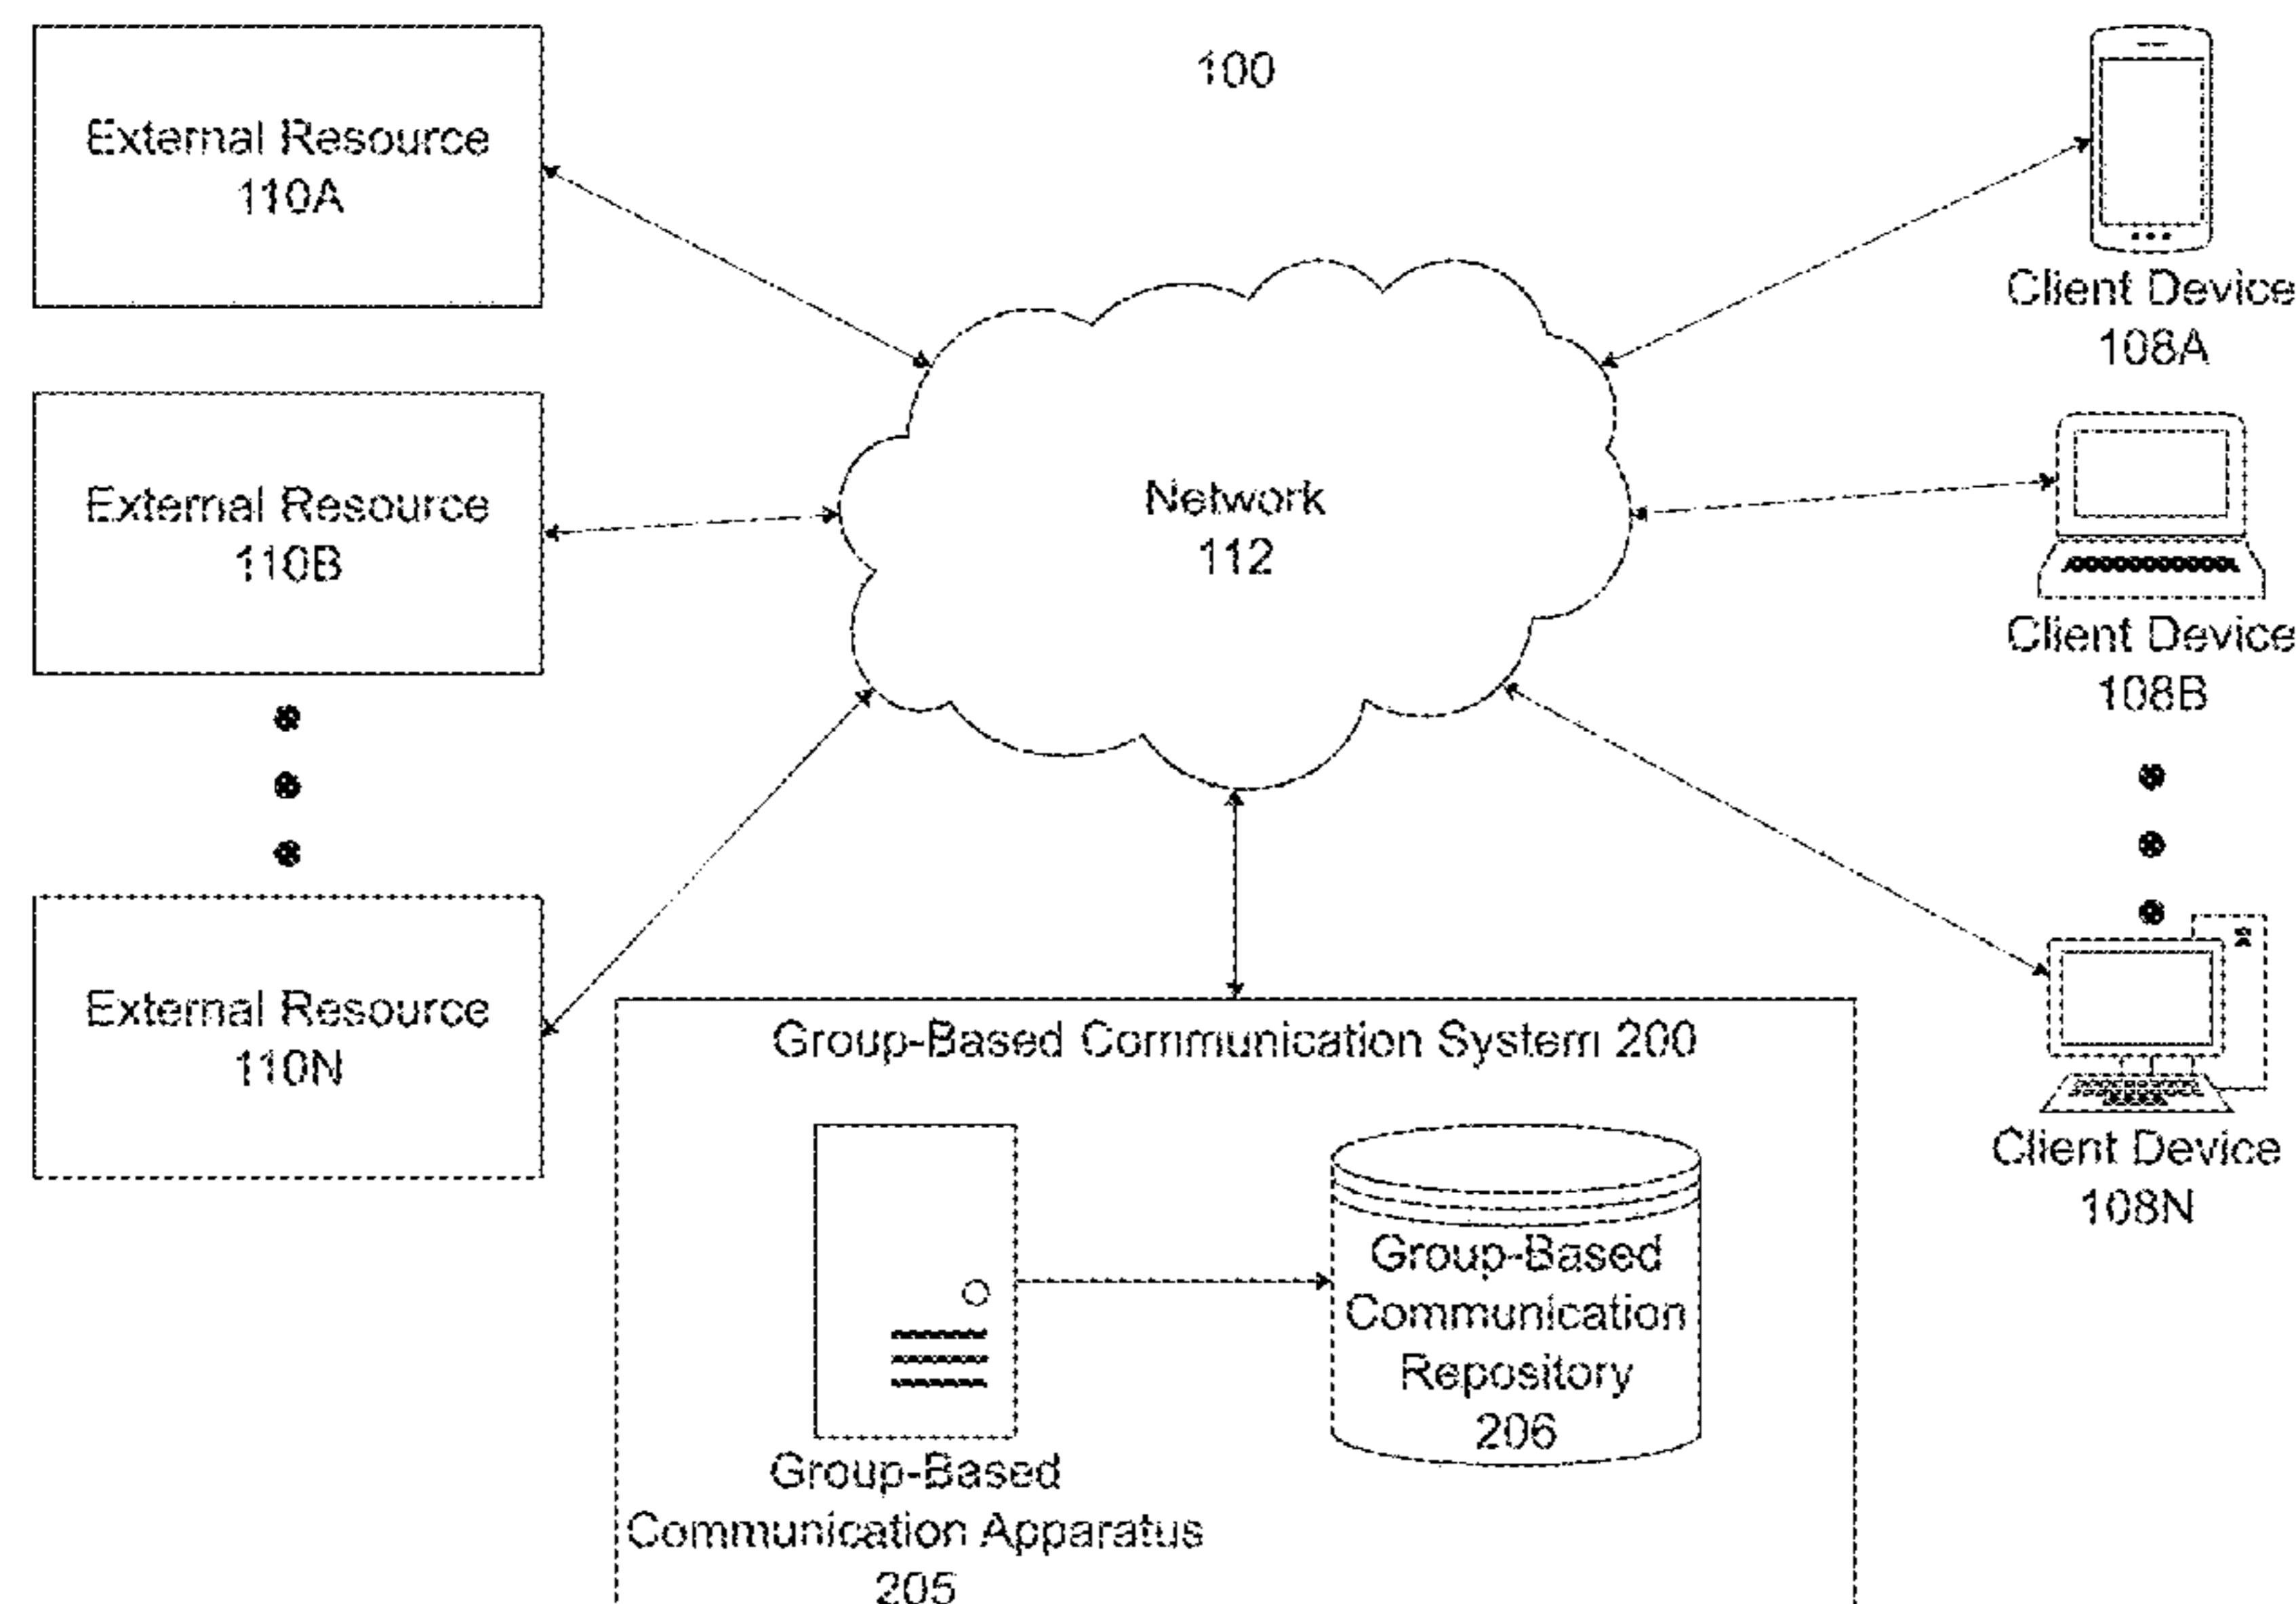 100
External Resource
110A
External Resource
110B
External Resource
110N
Network
112
Client Device
108A
Client Device
108B
Client Device
108N
Group-Based Communication System 200
Group-Based
Communication Apparatus
205
Group-Based
Communication
Repository
206